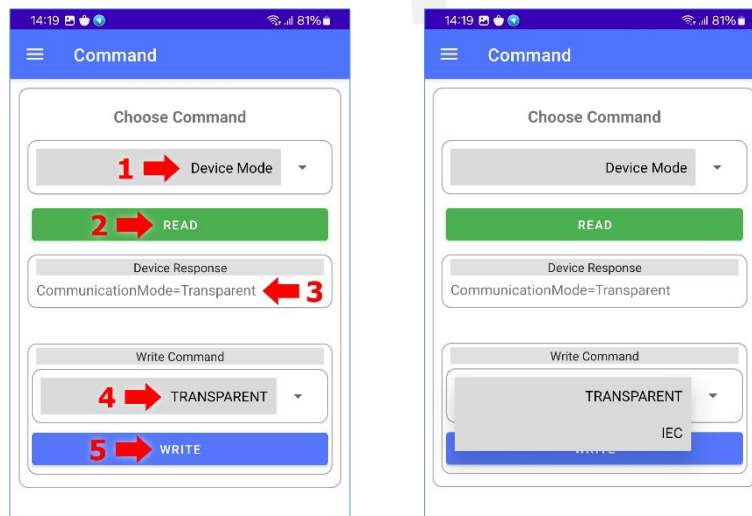 14:19 81%
Command
Choose Command
1 Device Mode
2 READ
Device Response
CommunicationMode=Transparent 3
Write Command
4 TRANSPARENT
5 WRITE
14:19 81%
Command
Choose Command
Device Mode
READ
Device Response
CommunicationMode=Transparent
Write Command
TRANSPARENT
IEC